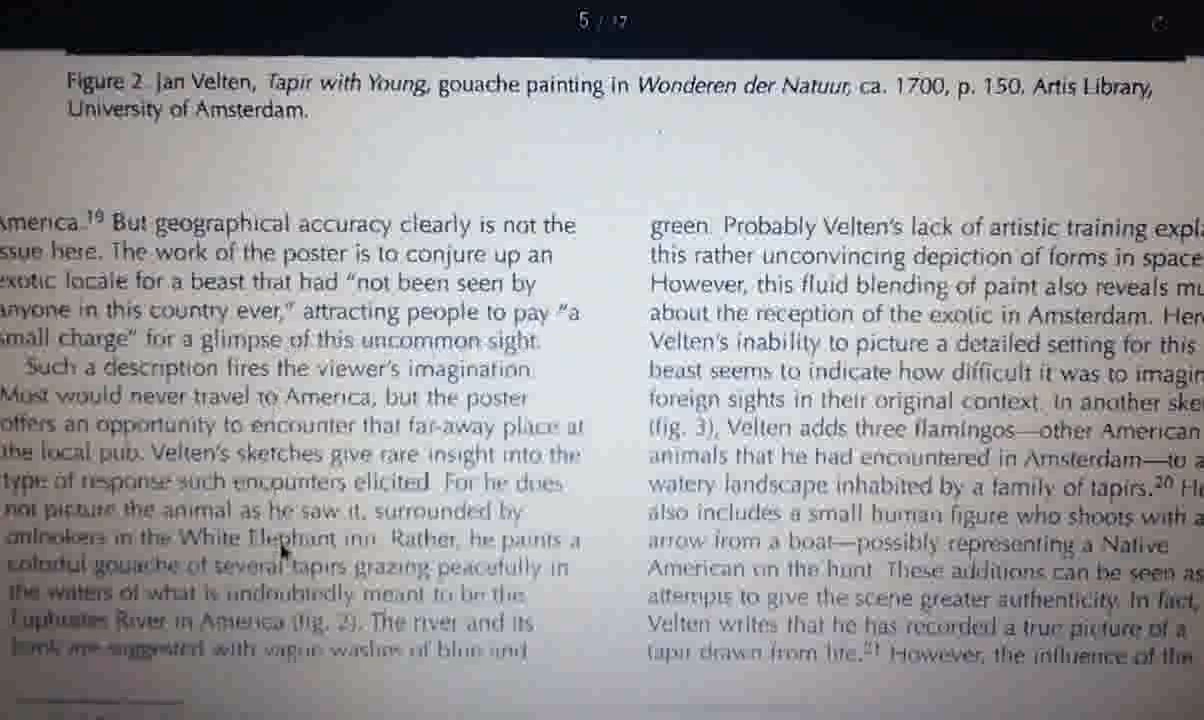 5 / 17
Figure 2. Jan Velten, Tapir with Young, gouache painting in Wonderen der Natuur, ca. 1700, p. 150, Artis Library,
University of Amsterdam.
America.19 But geographical accuracy clearly is not the
ssue here. The work of the poster is to conjure up an
exotic locale for a beast that had “not been seen by
anyone in this country ever,” attracting people to pay “a
small charge” for a glimpse of this uncommon sight.
Such a description fires the viewer’s imagination.
Most would never travel to America, but the poster
offers an opportunity to encounter that far-away place at
the local pub. Velten’s sketches give rare insight into the
type of response such encounters elicited. For he does
not picture the animal as he saw it, surrounded by
onlookers in the White Elephant inn. Rather, he paints a
colorful gouache of several tapirs grazing peacefully in
the waters of what is undoubtedly meant to be the
Euphrates River in America (fig. 2). The river and its
bank are suggested with vague washes of blue and
green. Probably Velten’s lack of artistic training expla
this rather unconvincing depiction of forms in space
However, this fluid blending of paint also reveals mu
about the reception of the exotic in Amsterdam. Here
Velten’s inability to picture a detailed setting for this
beast seems to indicate how difficult it was to imagin
foreign sights in their original context. In another ske
(fig. 3), Velten adds three flamingos—other American
animals that he had encountered in Amsterdam—to a
watery landscape inhabited by a family of tapirs.20 He
also includes a small human figure who shoots with a
arrow from a boat—possibly representing a Native
American on the hunt. These additions can be seen as
attempts to give the scene greater authenticity. In fact,
Velten writes that he has recorded a true picture of a
tapir drawn from life.21 However, the influence of the